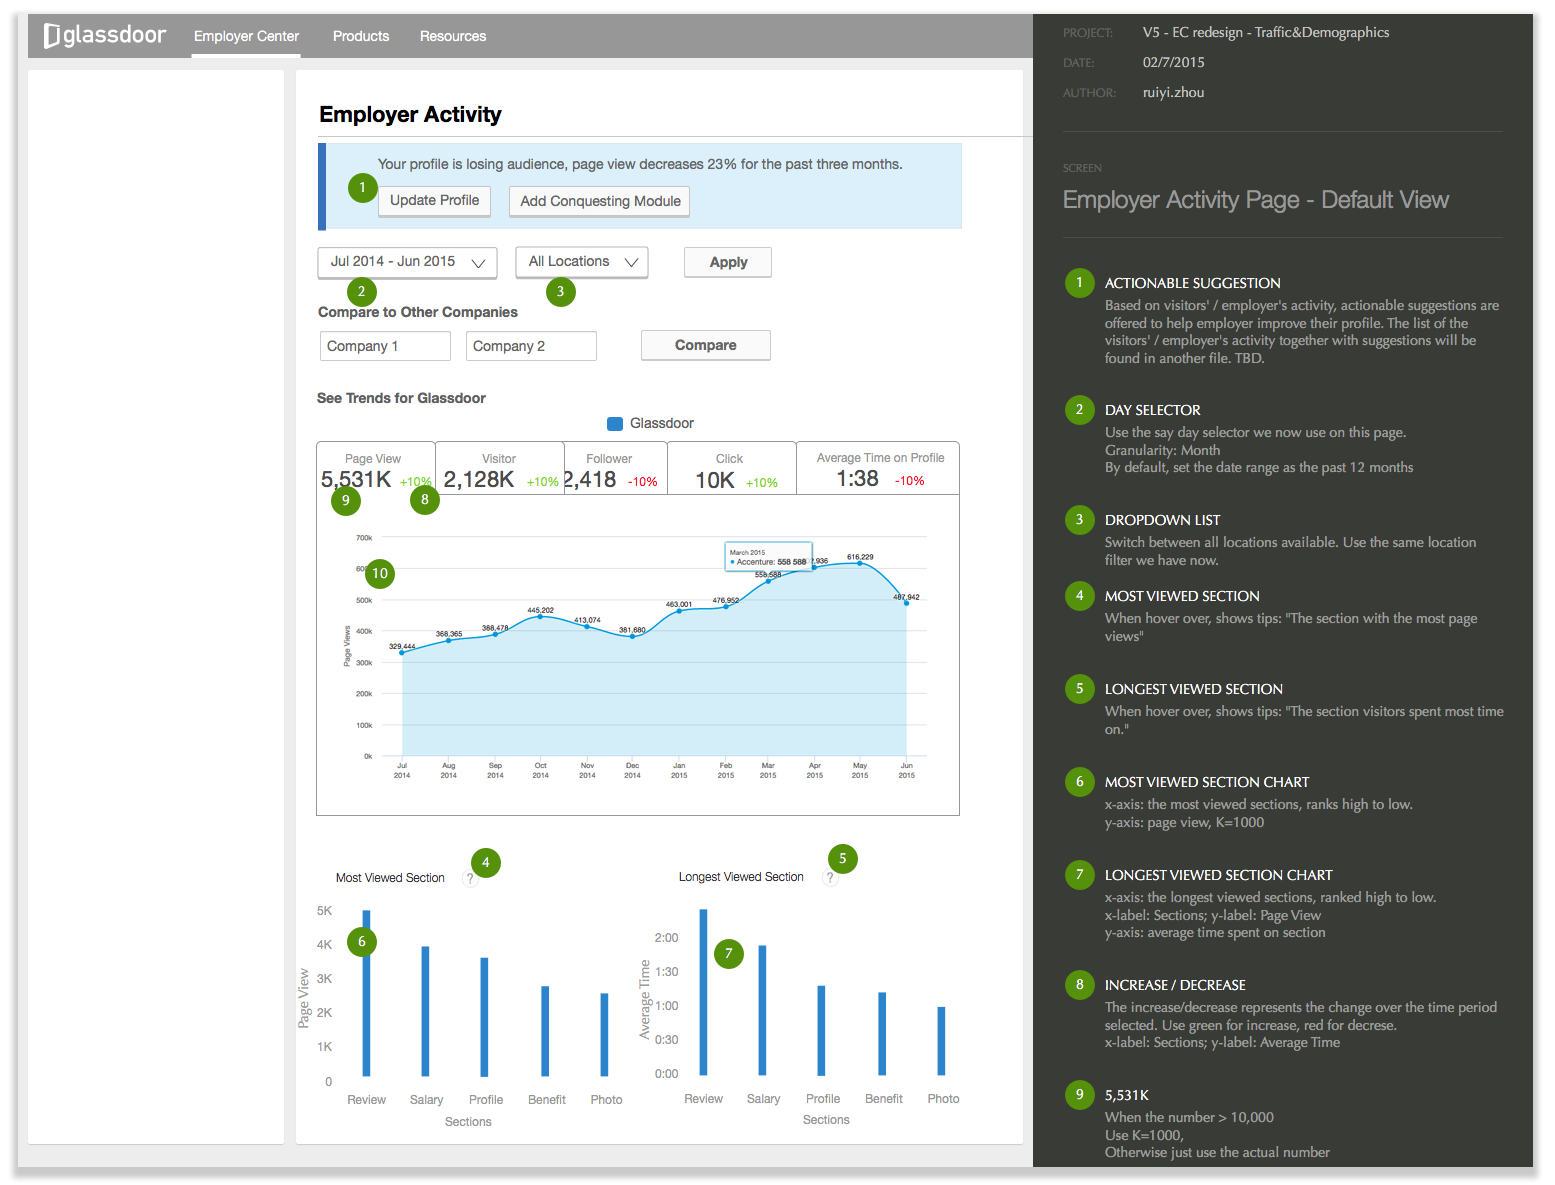 glassdoor
Employer Center
Products
Resources
Employer Activity
Your profile is losing audience, page view decreases 23% for the past three months.
1
Update Profile
Add Conquesting Module
Jul 2014 - Jun 2015
All Locations
Apply
2
3
Compare to Other Companies
Company 1
Company 2
Compare
See Trends for Glassdoor
Glassdoor
Page View
5,531K +10%
Visitor
2,128K +10%
Follower
2,418 -10%
Click
10K +10%
Average Time on Profile
1:38 -10%
9
8
10
700k
500k
400k
300k
200k
100k
0k
Page Views
March 2015
Accenture: 558 588
329,444
368,365
388,478
445,202
413,074
381,680
463,001
476,952
558,588
616,229
487,942
Jul 2014
Aug 2014
Sep 2014
Oct 2014
Nov 2014
Dec 2014
Jan 2015
Feb 2015
Mar 2015
Apr 2015
May 2015
Jun 2015
Most Viewed Section
?
4
5K
4K
3K
2K
1K
0
Page View
6
Review
Salary
Profile
Benefit
Photo
Sections
Longest Viewed Section
?
5
2:00
1:30
1:00
0:30
0:00
Average Time
7
Review
Salary
Profile
Benefit
Photo
Sections
PROJECT: V5 - EC redesign - Traffic&Demographics
DATE: 02/7/2015
AUTHOR: ruiyi.zhou
SCREEN
Employer Activity Page - Default View
1 ACTIONABLE SUGGESTION
Based on visitors' / employer's activity, actionable suggestions are
offered to help employer improve their profile. The list of the
visitors' / employer's activity together with suggestions will be
found in another file. TBD.
2 DAY SELECTOR
Use the say day selector we now use on this page.
Granularity: Month
By default, set the date range as the past 12 months
3 DROPDOWN LIST
Switch between all locations available. Use the same location
filter we have now.
4 MOST VIEWED SECTION
When hover over, shows tips: "The section with the most page
views"
5 LONGEST VIEWED SECTION
When hover over, shows tips: "The section visitors spent most time
on."
6 MOST VIEWED SECTION CHART
x-axis: the most viewed sections, ranks high to low.
y-axis: page view, K=1000
7 LONGEST VIEWED SECTION CHART
x-axis: the longest viewed sections, ranked high to low.
x-label: Sections; y-label: Page View
y-axis: average time spent on section
8 INCREASE / DECREASE
The increase/decrease represents the change over the time period
selected. Use green for increase, red for decrese.
x-label: Sections; y-label: Average Time
9 5,531K
When the number > 10,000
Use K=1000,
Otherwise just use the actual number